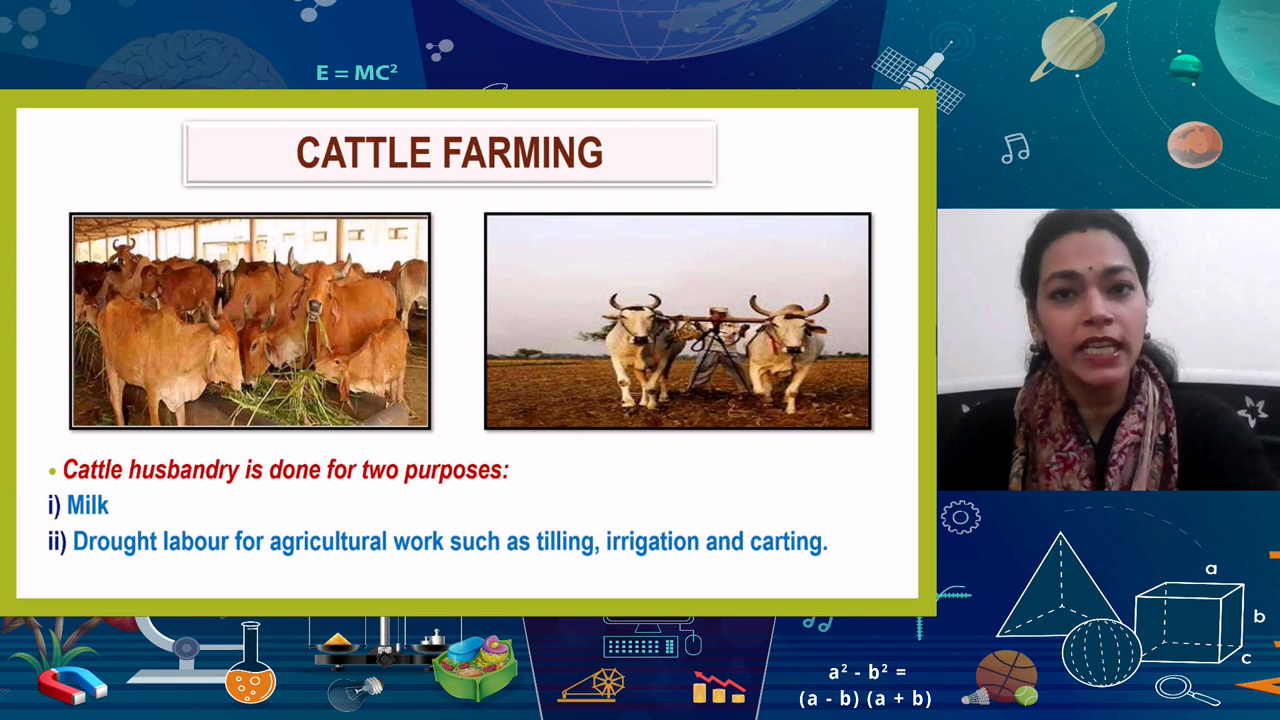 E = MC²
CATTLE FARMING
• Cattle husbandry is done for two purposes:
i) Milk
ii) Drought labour for agricultural work such as tilling, irrigation and carting.
a
b
c
a² - b² =
(a - b) (a + b)